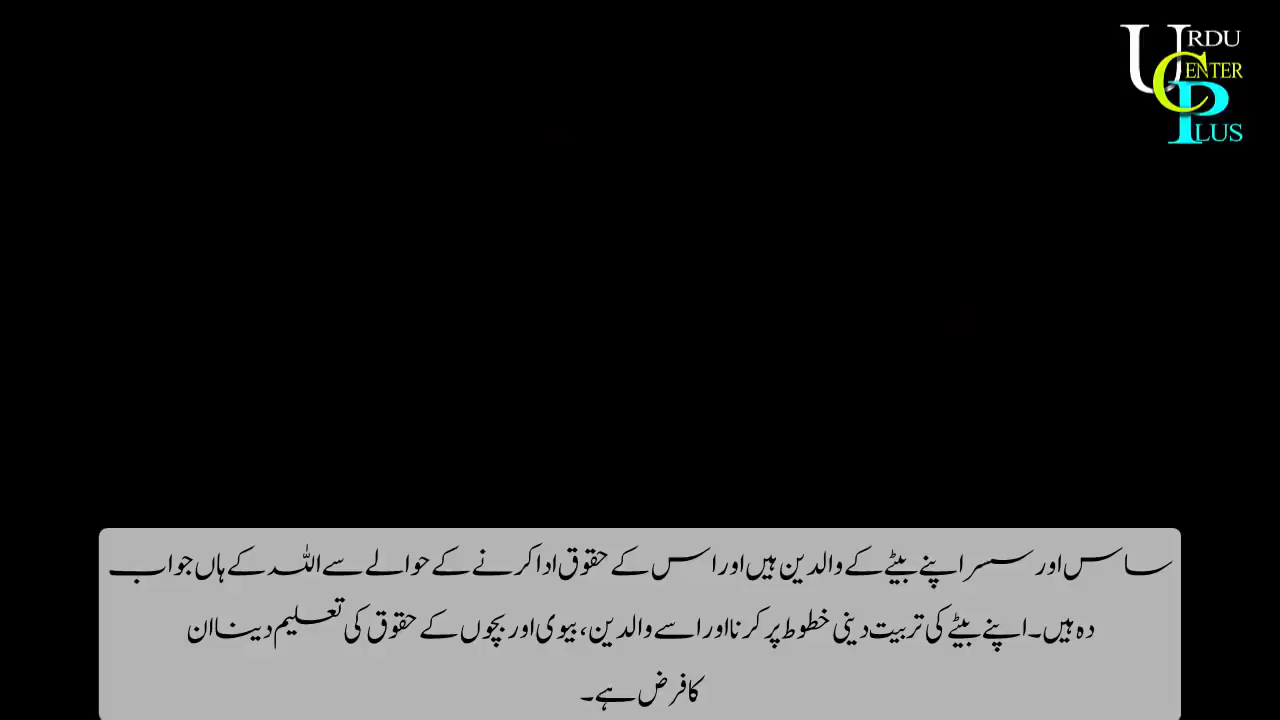 URDU
CENTER
PLUS
ساس اور سسر اپنے بیٹے کے والدین ہیں اور اس کے حقوق ادا کرنے کے حوالے سے اللہ کے ہاں جواب
دہ ہیں۔ اپنے بیٹے کی تربیت دینی خطوط پر کرنا اور اسے والدین، بیوی اور بچوں کے حقوق کی تعلیم دینا ان
کا فرض ہے۔